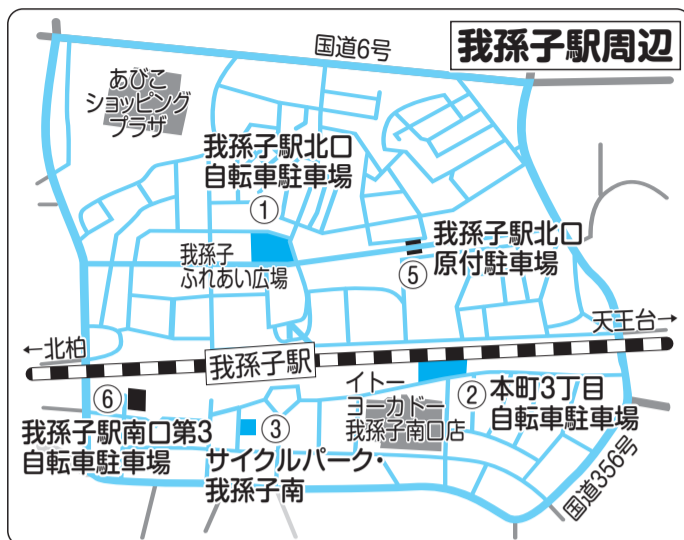 我孫子駅周辺
国道6号
あびこ
ショッピング
プラザ
我孫子駅北口
自転車駐車場
①
我孫子
ふれあい広場
我孫子駅北口
原付駐車場
⑤
天王台→
←北柏
我孫子駅
⑥
我孫子駅南口第3
自転車駐車場
③
サイクルパーク・
我孫子南
イトー
ヨーカドー
我孫子南口店
②
本町3丁目
自転車駐車場
国道356号